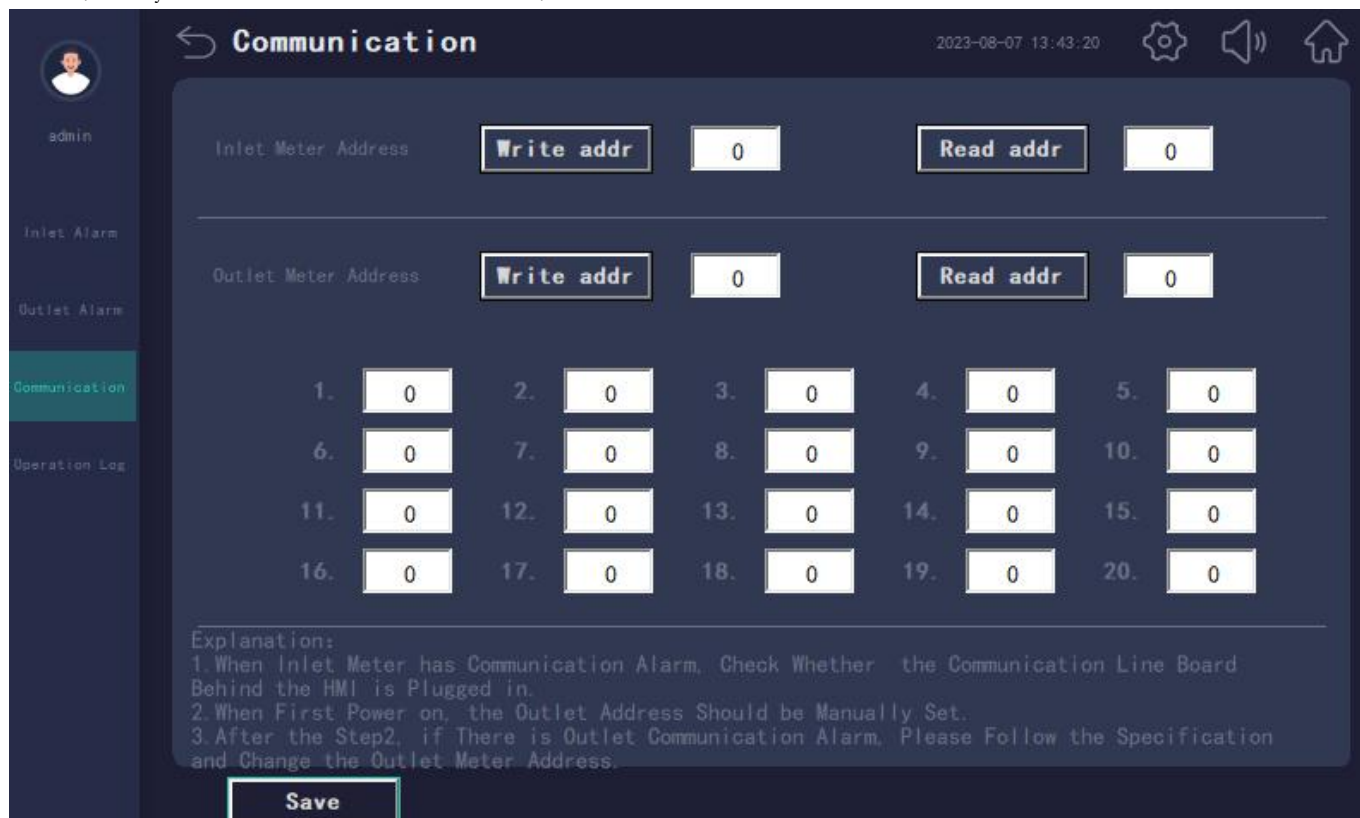 Communication
2023-08-07 13:43:20
admin
Inlet Alarm
Outlet Alarm
Communication
Operation Log
Inlet Meter Address Write addr 0 Read addr 0
Outlet Meter Address Write addr 0 Read addr 0
1. 0 2. 0 3. 0 4. 0 5. 0
6. 0 7. 0 8. 0 9. 0 10. 0
11. 0 12. 0 13. 0 14. 0 15. 0
16. 0 17. 0 18. 0 19. 0 20. 0
Explanation:
1.When Inlet Meter has Communication Alarm, Check Whether the Communication Line Board
Behind the HMI is Plugged in.
2.When First Power on, the Outlet Address Should be Manually Set.
3.After the Step2, if There is Outlet Communication Alarm, Please Follow the Specification
and Change the Outlet Meter Address.
Save